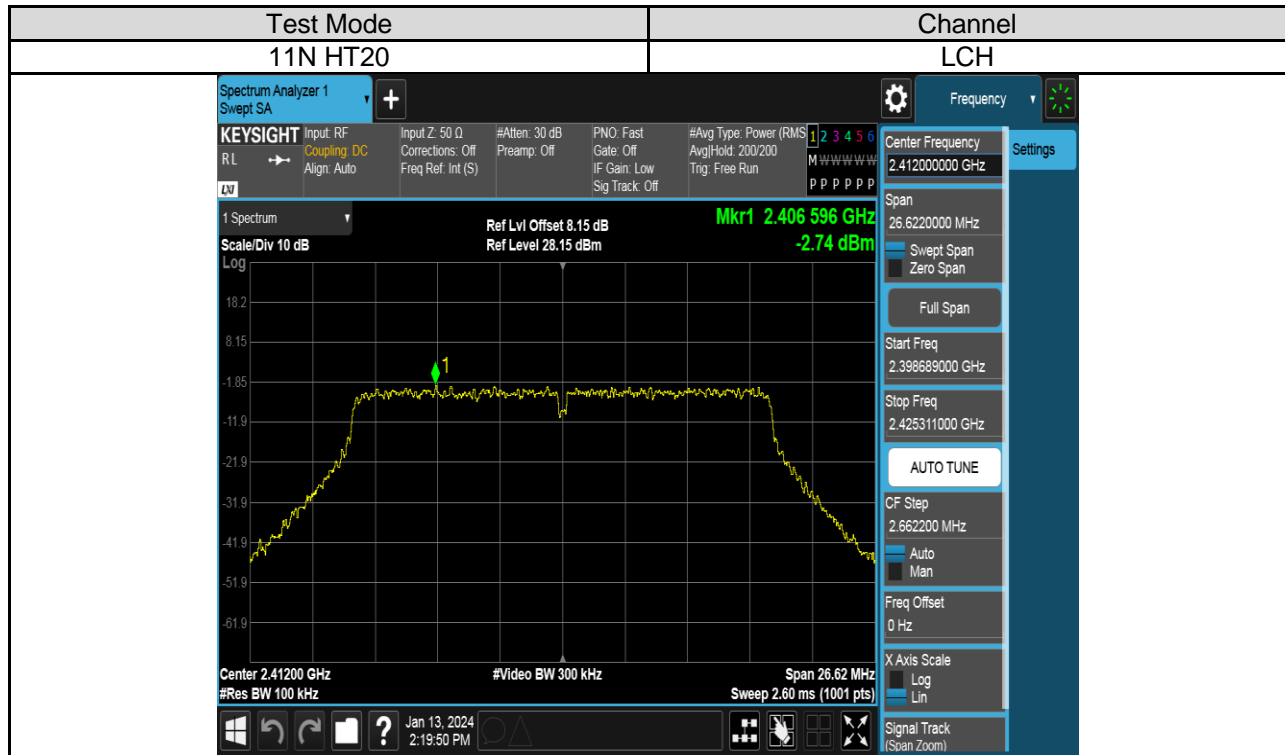 Test Mode Channel
11N HT20 LCH
Spectrum Analyzer 1
Swept SA
+
Frequency
KEYSIGHT Input: RF Input Z: 50 Ω #Atten: 30 dB PNO: Fast #Avg Type: Power (RMS 1 2 3 4 5 6
RL Coupling: DC Corrections: Off Preamp: Off Gate: Off Avg|Hold: 200/200 M W W W W W
Align: Auto Freq Ref: Int (S) IF Gain: Low Trig: Free Run
LXI Sig Track: Off P P P P P P
1 Spectrum Ref Lvl Offset 8.15 dB Mkr1 2.406 596 GHz
Scale/Div 10 dB Ref Level 28.15 dBm -2.74 dBm
Log
18.2
8.15
1
-1.85
-11.9
-21.9
-31.9
-41.9
-51.9
-61.9
Center 2.41200 GHz #Video BW 300 kHz Span 26.62 MHz
#Res BW 100 kHz Sweep 2.60 ms (1001 pts)
? Jan 13, 2024
2:19:50 PM
Center Frequency
2.412000000 GHz
Settings
Span
26.6220000 MHz
Swept Span
Zero Span
Full Span
Start Freq
2.398689000 GHz
Stop Freq
2.425311000 GHz
AUTO TUNE
CF Step
2.662200 MHz
Auto
Man
Freq Offset
0 Hz
X Axis Scale
Log
Lin
Signal Track
(Span Zoom)